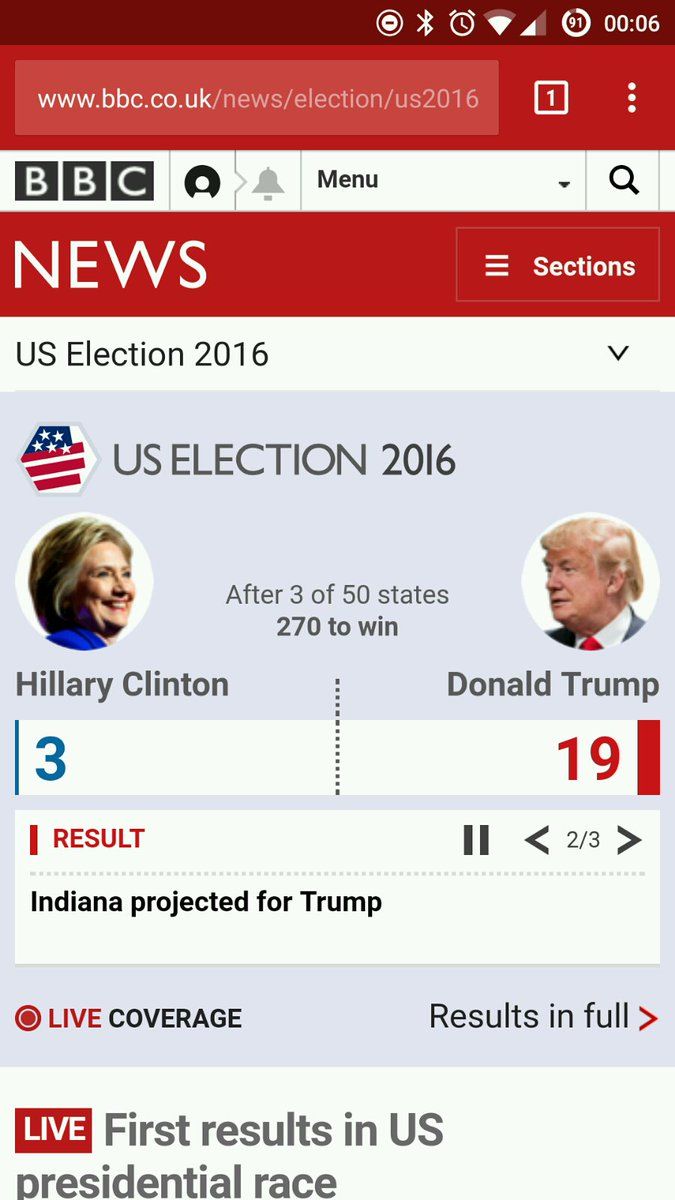 91 00:06
www.bbc.co.uk/news/election/us2016 1
BBC Menu
NEWS Sections
US Election 2016
US ELECTION 2016
After 3 of 50 states
270 to win
Hillary Clinton Donald Trump
3 19
RESULT 2/3
Indiana projected for Trump
LIVE COVERAGE Results in full
LIVE First results in US
presidential race